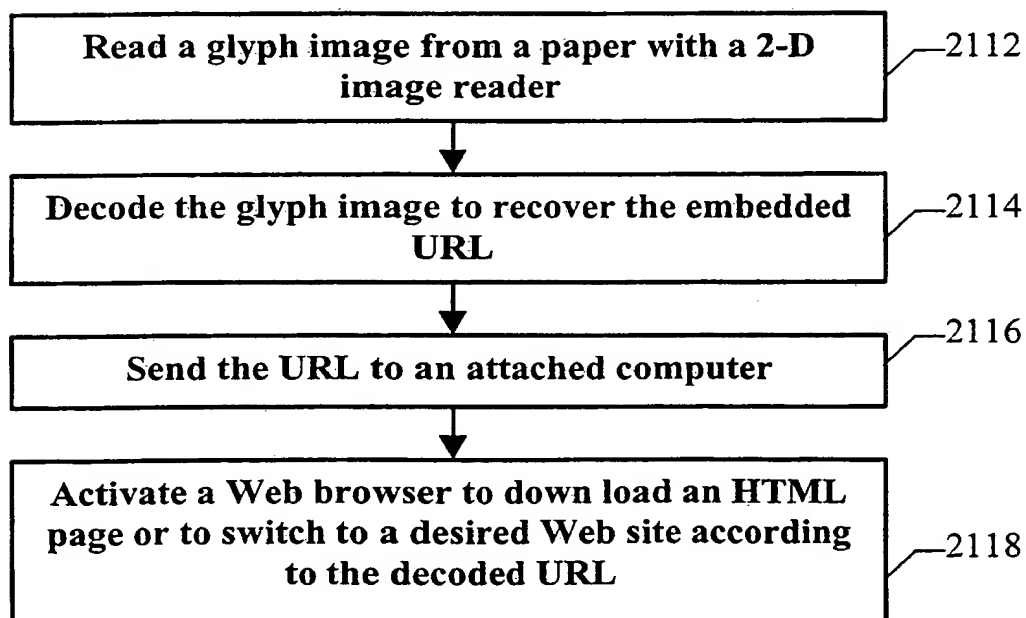 Read a glyph image from a paper with a 2-D
image reader
2112
Decode the glyph image to recover the embedded
URL
2114
Send the URL to an attached computer
2116
Activate a Web browser to down load an HTML
page or to switch to a desired Web site according
to the decoded URL
2118